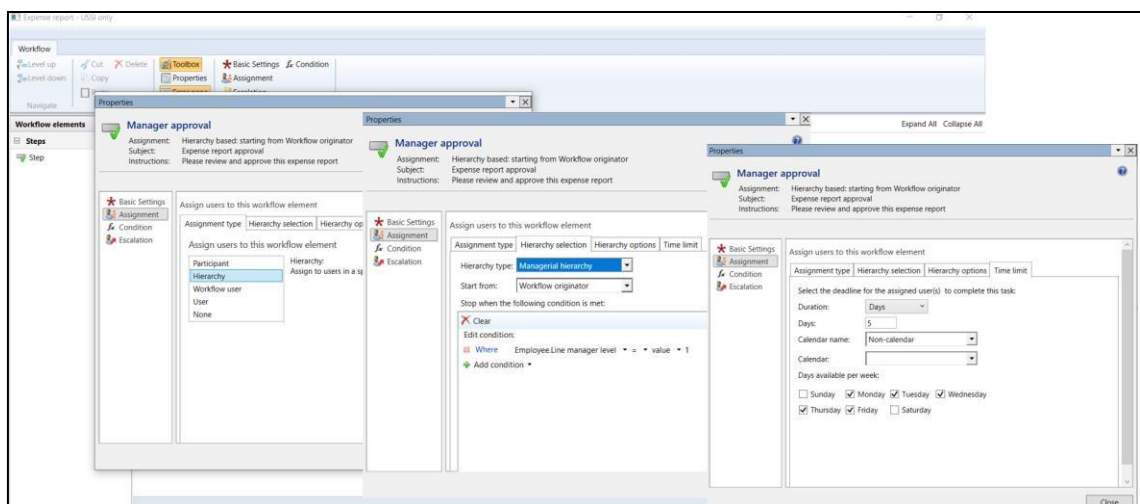 Expense report - USSI only
Workflow
Level up
Level down
Navigate
Cut
Delete
Copy
Toolbox
Properties
Basic Settings
Condition
Assignment
Workflow elements
Steps
Step
Expand All Collapse All
Properties
Manager approval
Assignment: Hierarchy based: starting from Workflow originator
Subject: Expense report approval
Instructions: Please review and approve this expense report
Basic Settings
Assignment
Condition
Escalation
Assign users to this workflow element
Assignment type Hierarchy selection Hierarchy op
Assign users to this workflow element
Participant
Hierarchy
Workflow user
User
None
Hierarchy:
Assign to users in a sp
Properties
Manager approval
Assignment: Hierarchy based: starting from Workflow originator
Subject: Expense report approval
Instructions: Please review and approve this expense report
Basic Settings
Assignment
Condition
Escalation
Assign users to this workflow element
Assignment type Hierarchy selection Hierarchy options Time limit
Hierarchy type: Managerial hierarchy
Start from: Workflow originator
Stop when the following condition is met:
Clear
Edit condition:
Where Employee.Line manager level = value 1
Add condition
Properties
Manager approval
Assignment: Hierarchy based: starting from Workflow originator
Subject: Expense report approval
Instructions: Please review and approve this expense report
Basic Settings
Assignment
Condition
Escalation
Assign users to this workflow element
Assignment type Hierarchy selection Hierarchy options Time limit
Select the deadline for the assigned user(s) to complete this task:
Duration: Days
Days: 5
Calendar name: Non-calendar
Calendar:
Days available per week:
Sunday Monday Tuesday Wednesday
Thursday Friday Saturday
Close